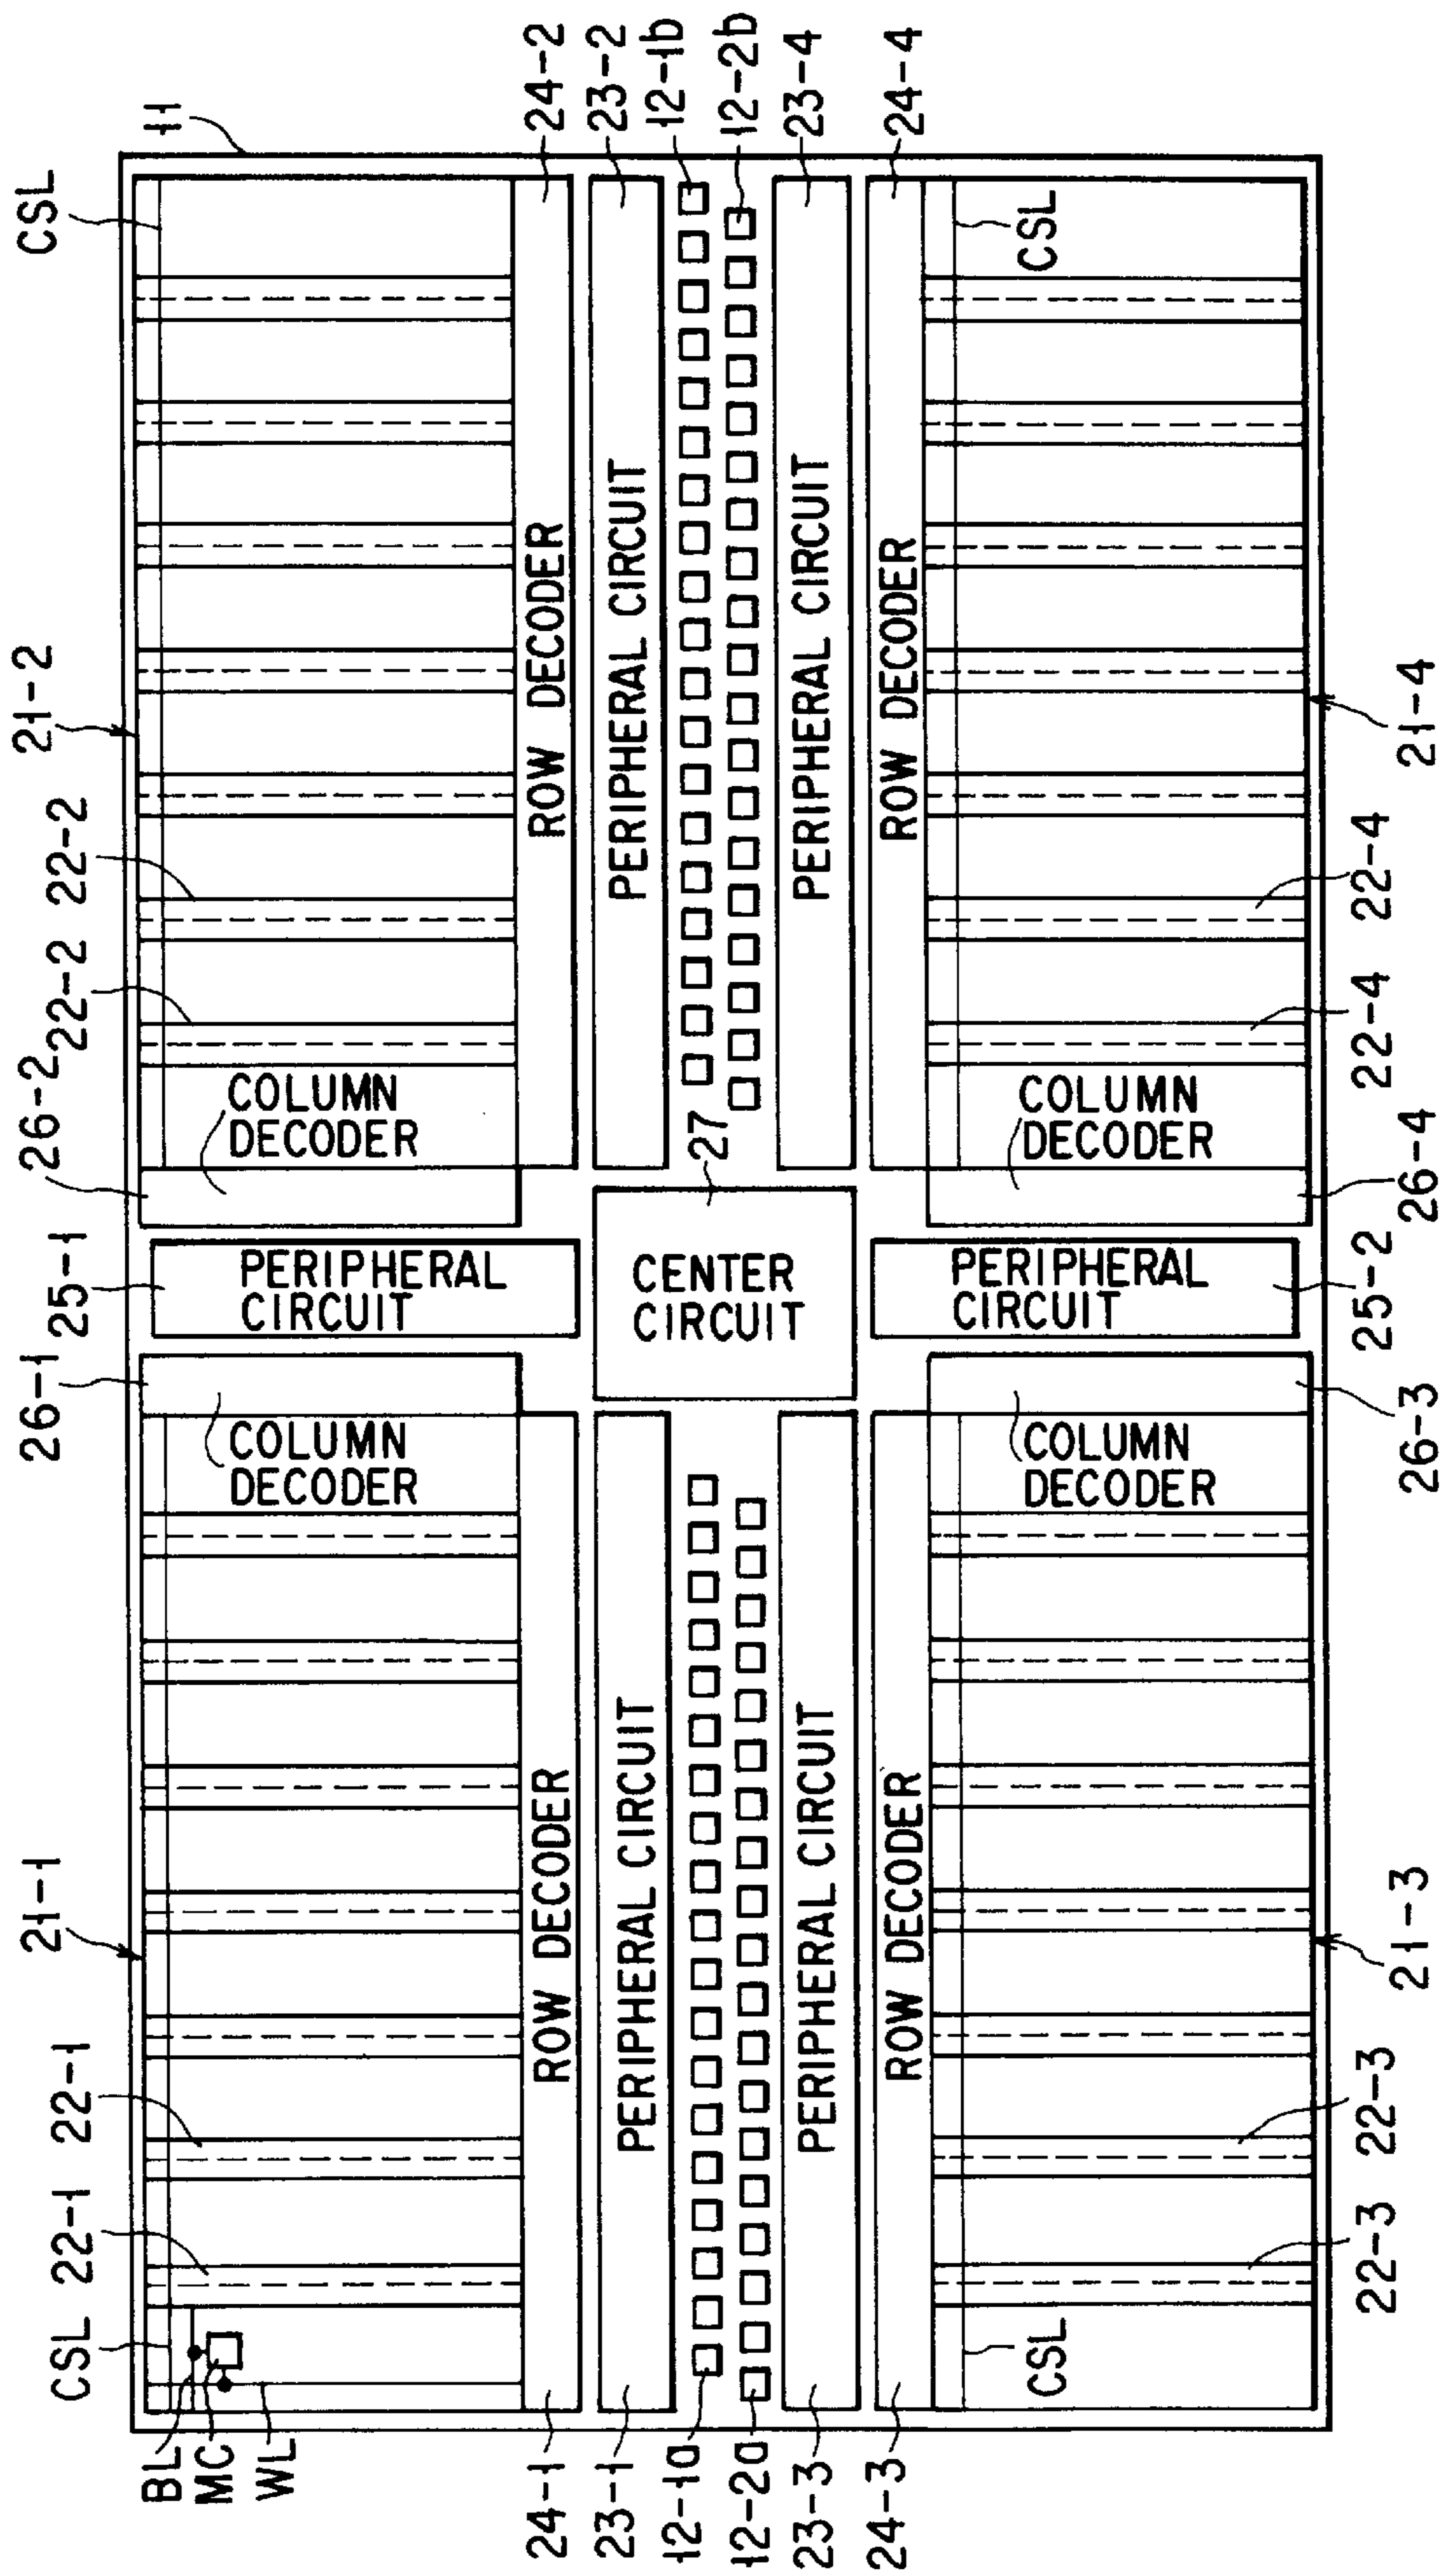 BL
MC
WL
CSL
22-1
22-1
21-1
26-1
25-1
26-2
22-2
22-2
21-2
CSL
11
COLUMN
DECODER
PERIPHERAL
CIRCUIT
COLUMN
DECODER
24-1
ROW DECODER
ROW DECODER
24-2
23-1
PERIPHERAL CIRCUIT
PERIPHERAL CIRCUIT
23-2
12-1a
12-1b
CENTER
CIRCUIT
27
12-2a
12-2b
23-3
PERIPHERAL CIRCUIT
PERIPHERAL CIRCUIT
23-4
24-3
ROW DECODER
ROW DECODER
24-4
CSL
COLUMN
DECODER
PERIPHERAL
CIRCUIT
COLUMN
DECODER
CSL
22-3
22-3
21-3
26-3
25-2
26-4
22-4
22-4
21-4